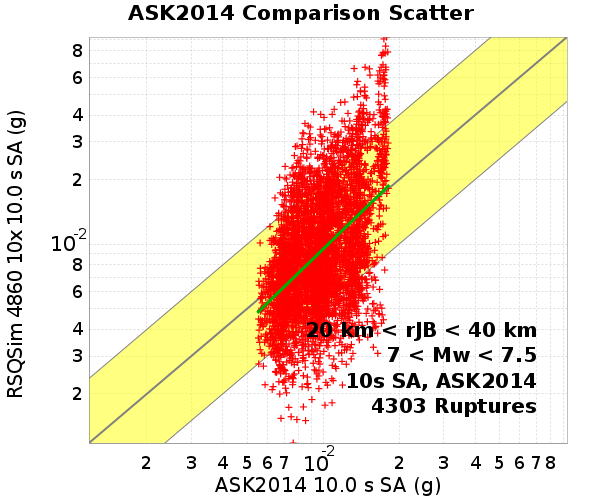 ASK2014 Comparison Scatter
RSQSim 4860 10x 10.0 s SA (g)
8
6
4
3
2
10-2
8
6
4
3
2
20 km < rJB < 40 km
7 < Mw < 7.5
10s SA, ASK2014
4303 Ruptures
2 3 4 5 6 7 10-2 2 3 4 5 6 7 8
ASK2014 10.0 s SA (g)